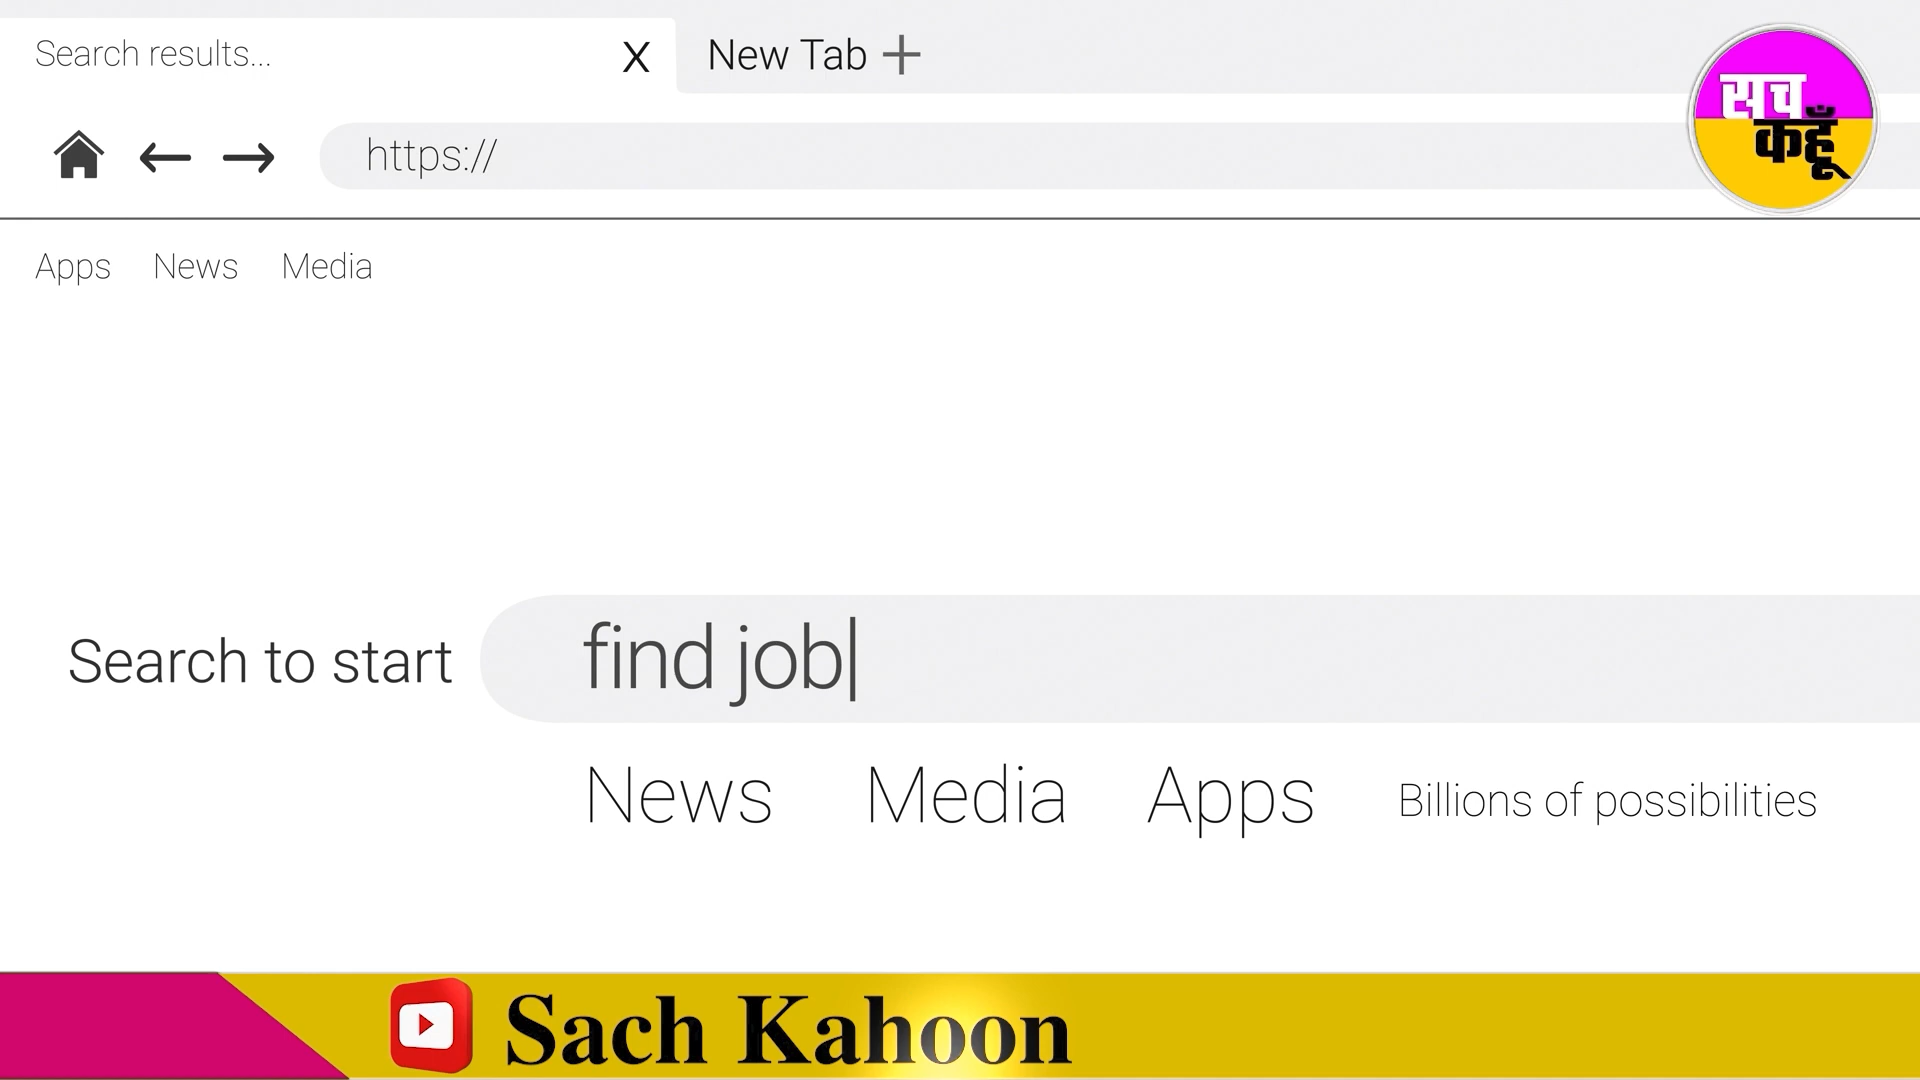 Search results... X New Tab +
सच
कहूँ
https://
Apps News Media
Search to start find job
News Media Apps Billions of possibilities
Sach Kahoon